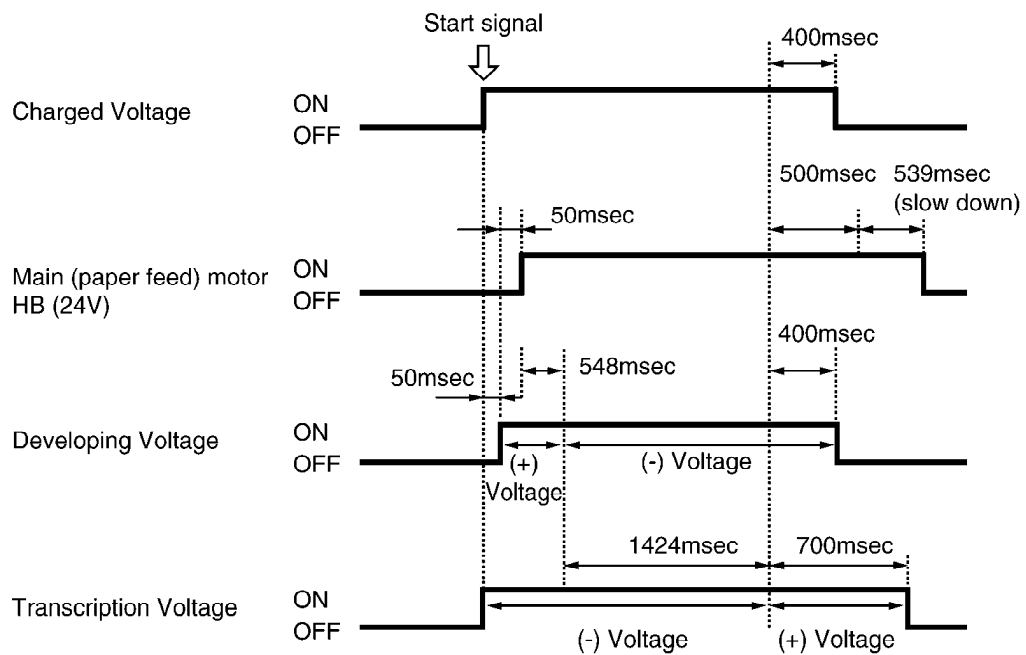 Start signal
400msec
Charged Voltage
ON
OFF
500msec
539msec
(slow down)
50msec
Main (paper feed) motor
HB (24V)
ON
OFF
400msec
548msec
50msec
Developing Voltage
ON
OFF
(+)
Voltage
(-) Voltage
1424msec
700msec
Transcription Voltage
ON
OFF
(-) Voltage
(+) Voltage